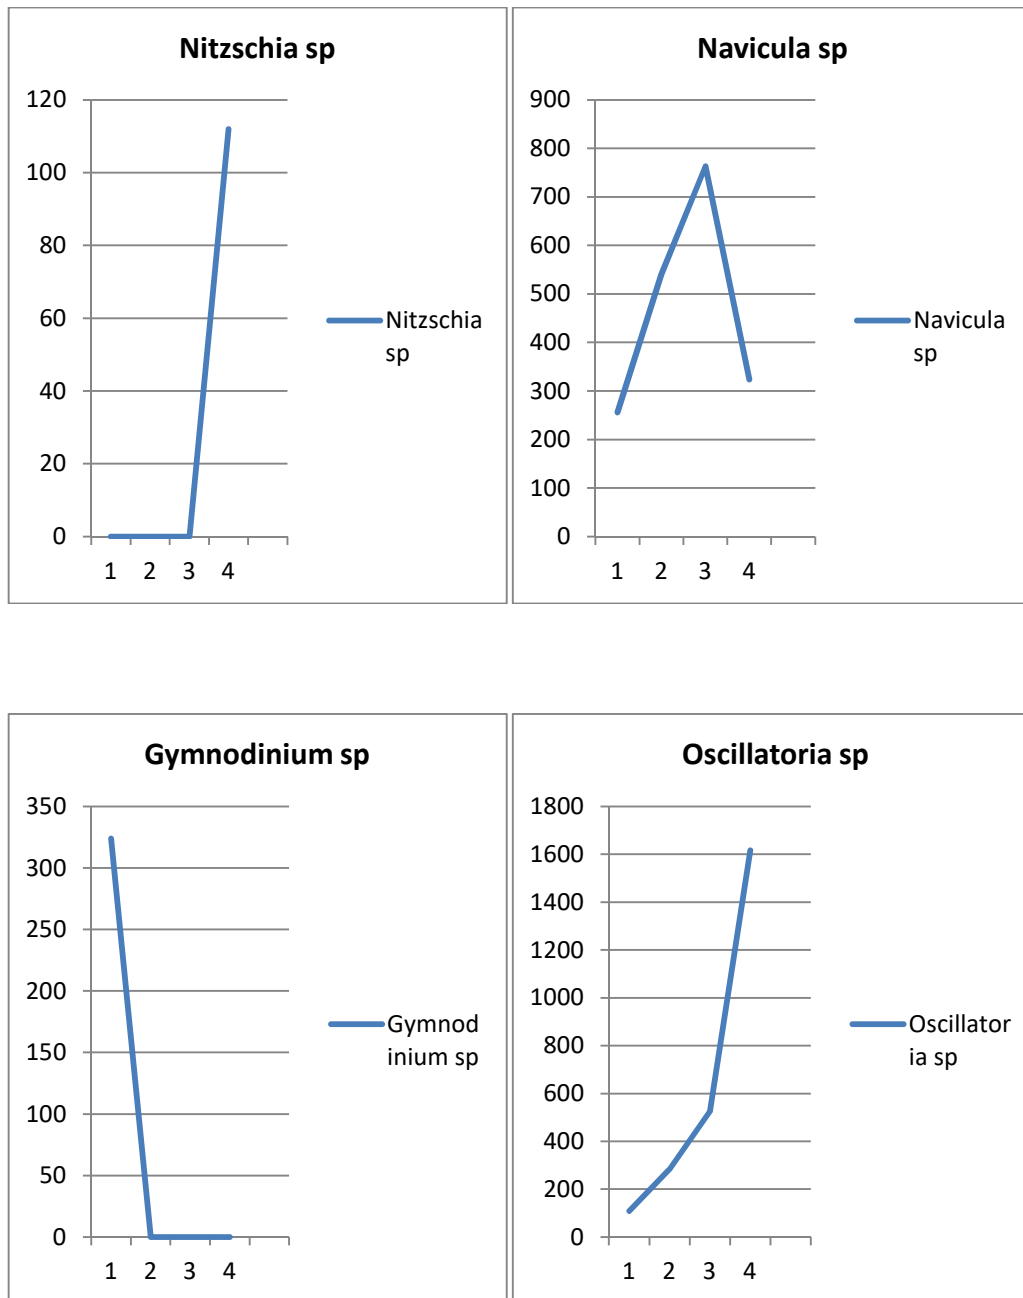 Nitzschia sp
120
100
80
60
40
20
0
1 2 3 4
Nitzschia
sp
Navicula sp
900
800
700
600
500
400
300
200
100
0
1 2 3 4
Navicula
sp
Gymnodinium sp
350
300
250
200
150
100
50
0
1 2 3 4
Gymnod
inium sp
Oscillatoria sp
1800
1600
1400
1200
1000
800
600
400
200
0
1 2 3 4
Oscillator
ia sp